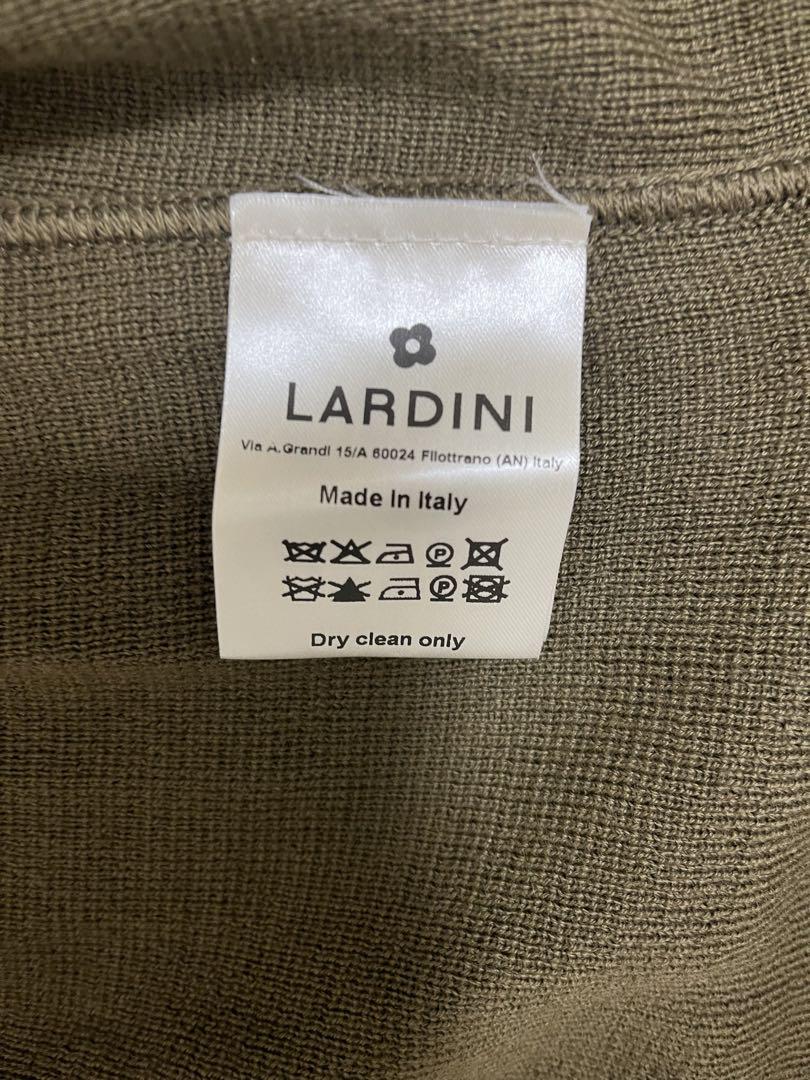 LARDINI
Via A.Grandi 15/A 60024 Filottrano (AN) Italy
Made In Italy
P
P
Dry clean only